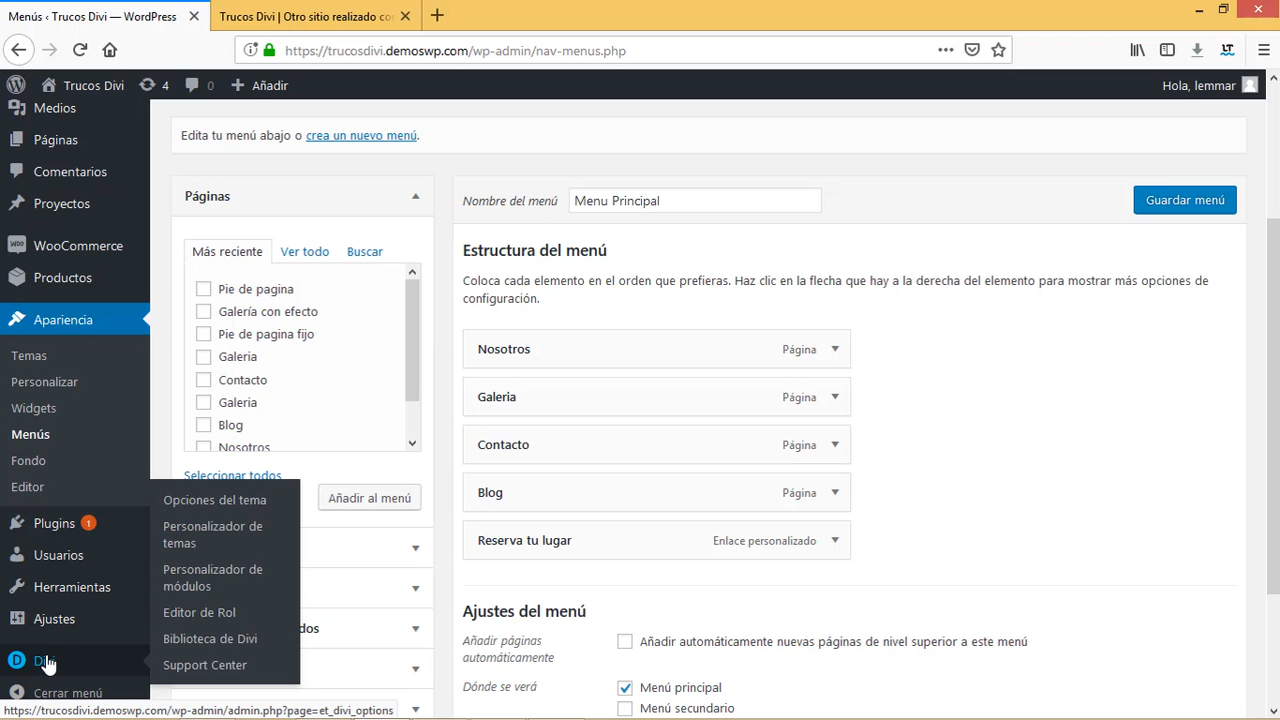 Menús ‹ Trucos Divi — WordPress
Trucos Divi | Otro sitio realizado co
https://trucosdivi.demoswp.com/wp-admin/nav-menus.php
Trucos Divi
4
0
Añadir
Hola, lemmar
Medios
Páginas
Comentarios
Proyectos
WooCommerce
Productos
Apariencia
Temas
Personalizar
Widgets
Menús
Fondo
Editor
Plugins 1
Usuarios
Herramientas
Ajustes
Divi
Cerrar menú
Opciones del tema
Personalizador de
temas
Personalizador de
módulos
Editor de Rol
Biblioteca de Divi
Support Center
Edita tu menú abajo o crea un nuevo menú.
Páginas
Más reciente
Ver todo
Buscar
Pie de pagina
Galería con efecto
Pie de pagina fijo
Galeria
Contacto
Galeria
Blog
Nosotros
Seleccionar todos
Añadir al menú
Nombre del menú
Menu Principal
Guardar menú
Estructura del menú
Coloca cada elemento en el orden que prefieras. Haz clic en la flecha que hay a la derecha del elemento para mostrar más opciones de
configuración.
Nosotros Página
Galeria Página
Contacto Página
Blog Página
Reserva tu lugar Enlace personalizado
Ajustes del menú
Añadir páginas
automáticamente
Añadir automáticamente nuevas páginas de nivel superior a este menú
Dónde se verá
Menú principal
Menú secundario
https://trucosdivi.demoswp.com/wp-admin/admin.php?page=et_divi_options